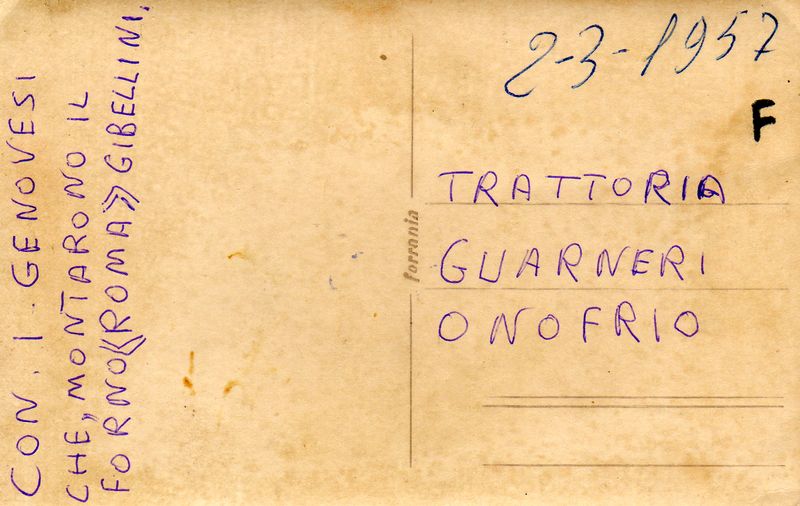 CON. I. GENOVESI
CHE, MONTARONO IL
FORNO «ROMA» GIBELLINI.
ferrania
2-3-1957
F
TRATTORIA
GUARNERI
ONOFRIO